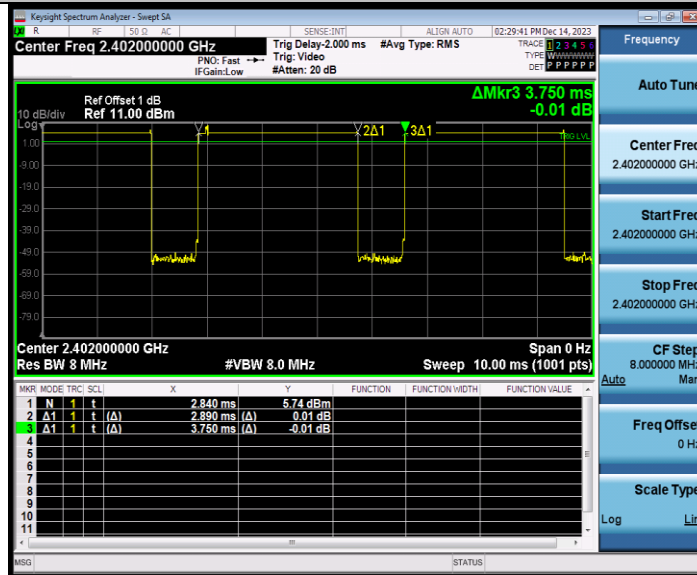 Keysight Spectrum Analyzer - Swept SA
R RF 50 Ω AC SENSE:INT ALIGN AUTO 02:29:41 PM Dec 14, 2023
Center Freq 2.402000000 GHz
PNO: Fast
IFGain:Low
Trig Delay-2.000 ms
Trig: Video
#Atten: 20 dB
#Avg Type: RMS
TRACE 1 2 3 4 5 6
TYPE WWWWWW
DET P P P P P P
ΔMkr3 3.750 ms
-0.01 dB
Ref Offset 1 dB
10 dB/div Ref 11.00 dBm
Log
2Δ1 3Δ1
TRIG LVL
1.00
-9.00
-19.0
-29.0
-39.0
-49.0
-59.0
-69.0
-79.0
Center 2.402000000 GHz Span 0 Hz
Res BW 8 MHz #VBW 8.0 MHz Sweep 10.00 ms (1001 pts)
MKR MODE TRC SCL X Y FUNCTION FUNCTION WIDTH FUNCTION VALUE
1 N 1 t 2.840 ms 5.74 dBm
2 Δ1 1 t (Δ) 2.890 ms (Δ) 0.01 dB
3 Δ1 1 t (Δ) 3.750 ms (Δ) -0.01 dB
4
5
6
7
8
9
10
11
MSG STATUS
Frequency
Auto Tune
Center Freq
2.402000000 GHz
Start Freq
2.402000000 GHz
Stop Freq
2.402000000 GHz
CF Step
8.000000 MHz
Auto Man
Freq Offset
0 Hz
Scale Type
Log Lin